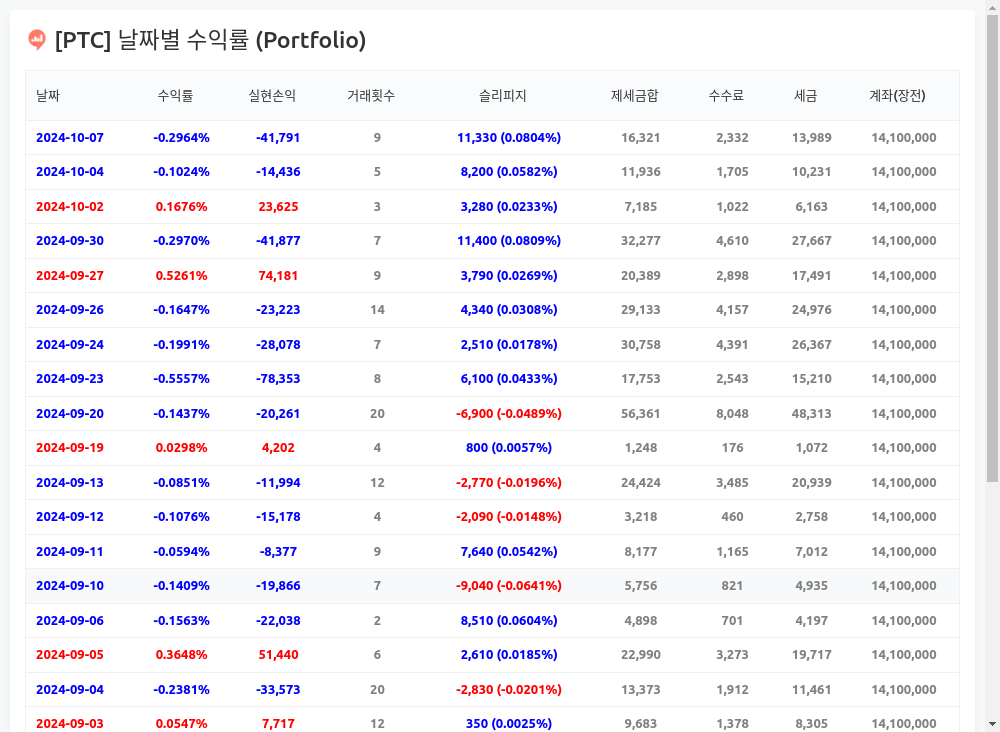 [PTC] 날짜별 수익률 (Portfolio)
날짜 수익률 실현손익 거래횟수 슬리피지 제세금합 수수료 세금 계좌(장전)
2024-10-07 -0.2964% -41,791 9 11,330 (0.0804%) 16,321 2,332 13,989 14,100,000
2024-10-04 -0.1024% -14,436 5 8,200 (0.0582%) 11,936 1,705 10,231 14,100,000
2024-10-02 0.1676% 23,625 3 3,280 (0.0233%) 7,185 1,022 6,163 14,100,000
2024-09-30 -0.2970% -41,877 7 11,400 (0.0809%) 32,277 4,610 27,667 14,100,000
2024-09-27 0.5261% 74,181 9 3,790 (0.0269%) 20,389 2,898 17,491 14,100,000
2024-09-26 -0.1647% -23,223 14 4,340 (0.0308%) 29,133 4,157 24,976 14,100,000
2024-09-24 -0.1991% -28,078 7 2,510 (0.0178%) 30,758 4,391 26,367 14,100,000
2024-09-23 -0.5557% -78,353 8 6,100 (0.0433%) 17,753 2,543 15,210 14,100,000
2024-09-20 -0.1437% -20,261 20 -6,900 (-0.0489%) 56,361 8,048 48,313 14,100,000
2024-09-19 0.0298% 4,202 4 800 (0.0057%) 1,248 176 1,072 14,100,000
2024-09-13 -0.0851% -11,994 12 -2,770 (-0.0196%) 24,424 3,485 20,939 14,100,000
2024-09-12 -0.1076% -15,178 4 -2,090 (-0.0148%) 3,218 460 2,758 14,100,000
2024-09-11 -0.0594% -8,377 9 7,640 (0.0542%) 8,177 1,165 7,012 14,100,000
2024-09-10 -0.1409% -19,866 7 -9,040 (-0.0641%) 5,756 821 4,935 14,100,000
2024-09-06 -0.1563% -22,038 2 8,510 (0.0604%) 4,898 701 4,197 14,100,000
2024-09-05 0.3648% 51,440 6 2,610 (0.0185%) 22,990 3,273 19,717 14,100,000
2024-09-04 -0.2381% -33,573 20 -2,830 (-0.0201%) 13,373 1,912 11,461 14,100,000
2024-09-03 0.0547% 7,717 12 350 (0.0025%) 9,683 1,378 8,305 14,100,000